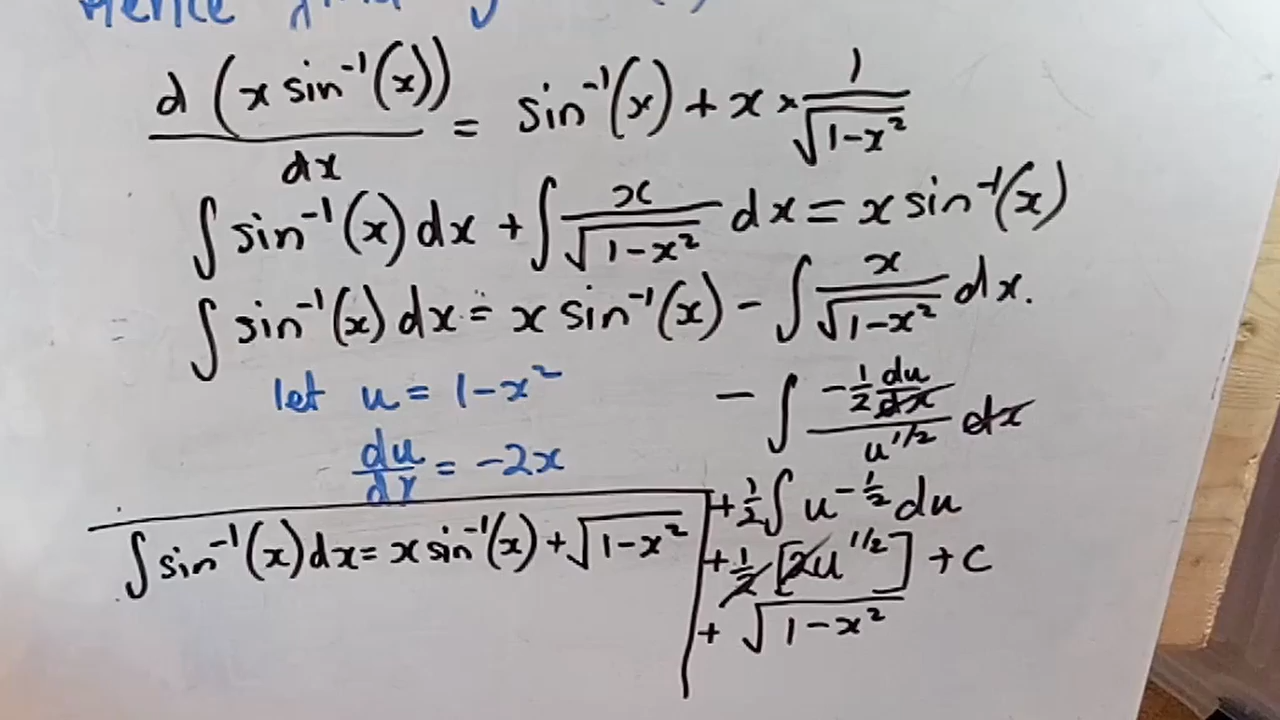 Hence find
d (x sin⁻¹(x))/dx = sin⁻¹(x) + x × 1/√(1-x²)
∫ sin⁻¹(x) dx + ∫ x/√(1-x²) dx = x sin⁻¹(x)
∫ sin⁻¹(x) dx = x sin⁻¹(x) - ∫ x/√(1-x²) dx.
let u = 1-x²
du/dx = -2x
- ∫ (-½ du/dx)/u^(1/2) dx
+½ ∫ u^(-½) du
+½ [2u^(1/2)] + c
+ √(1-x²)
∫ sin⁻¹(x) dx = x sin⁻¹(x) + √(1-x²)